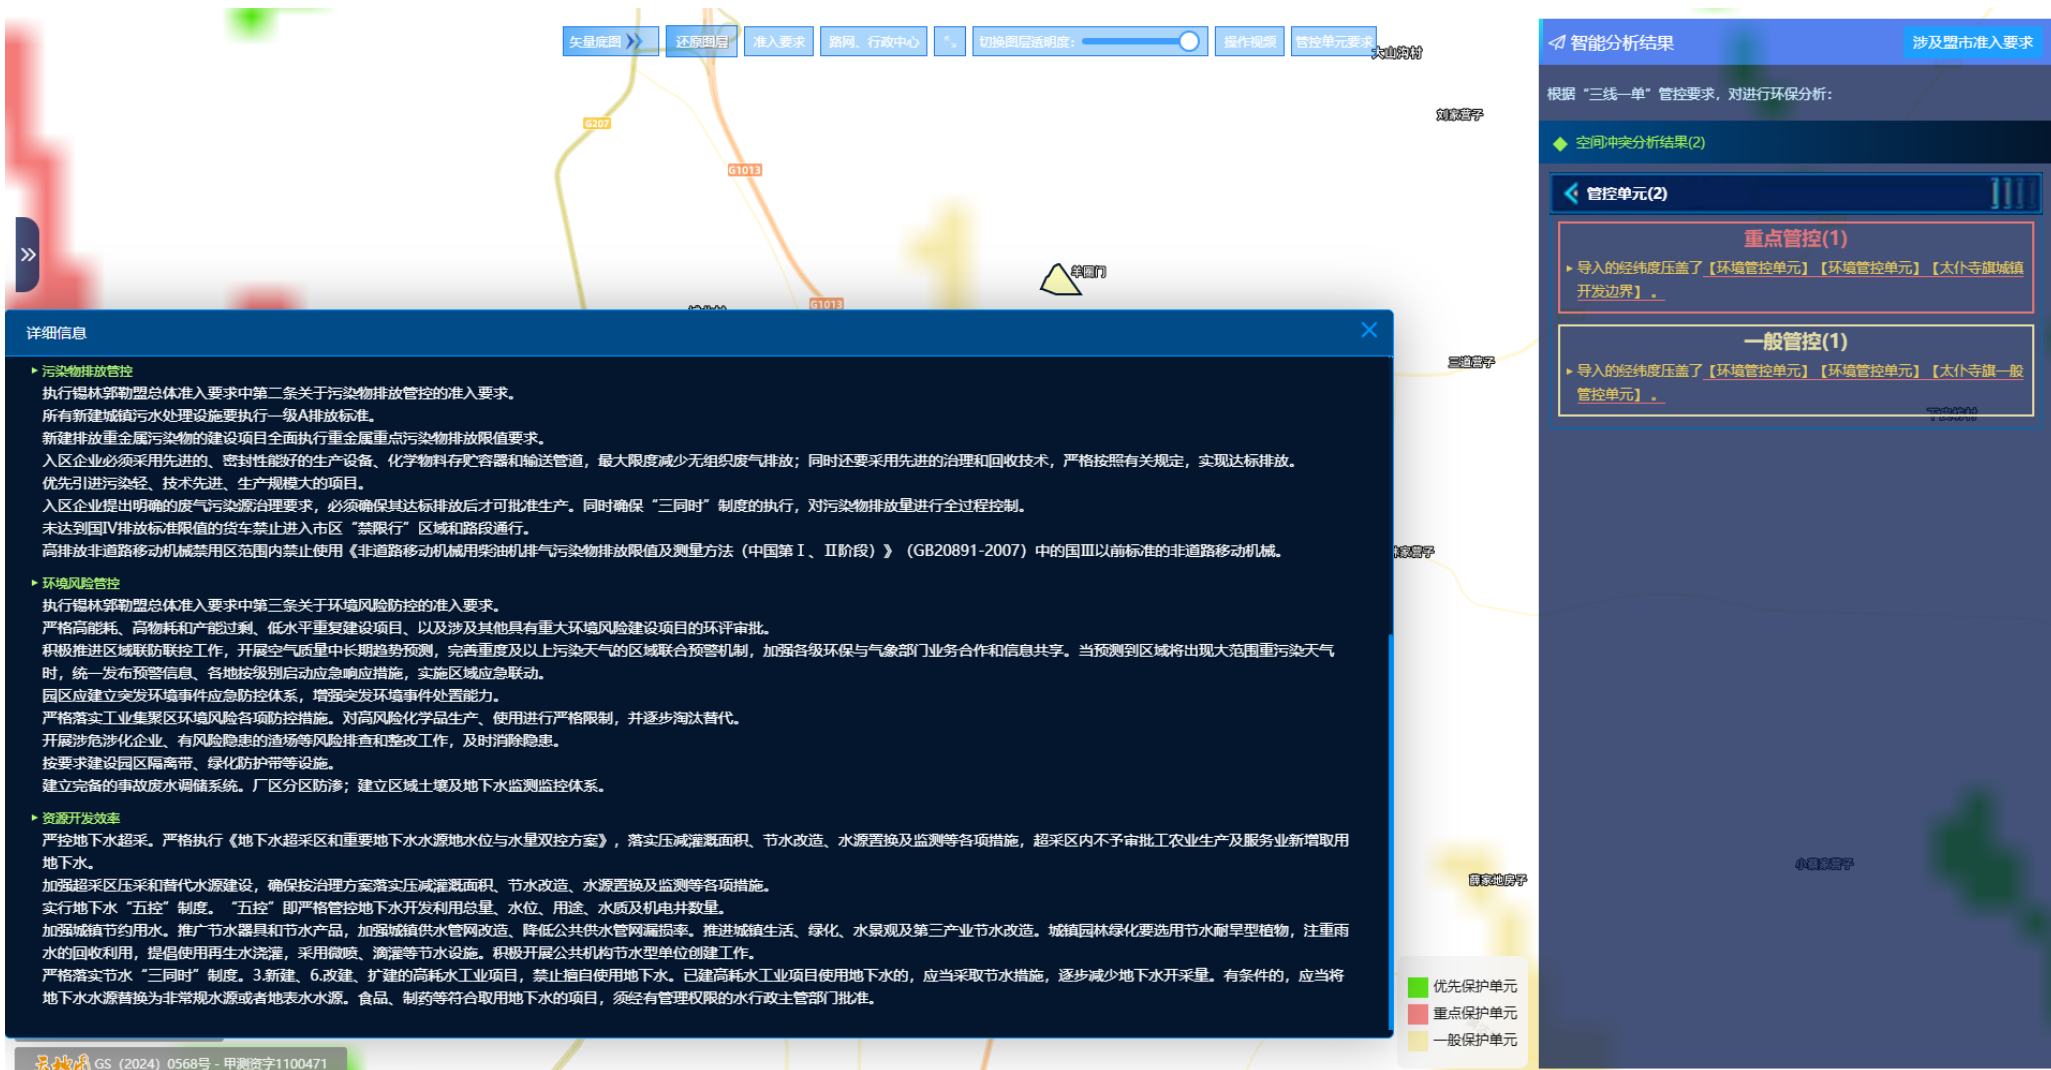 矢量底图
还原图层
准入要求
路网、行政中心
切换图层透明度：
操作视频
管控单元要求
大山沟村
刘家营子
G207
G1013
羊圈门
G1013
三道营子
薛家地房子
小蔡家营子
详细信息
污染物排放管控
执行锡林郭勒盟总体准入要求中第二条关于污染物排放管控的准入要求。
所有新建城镇污水处理设施要执行一级A排放标准。
新建排放重金属污染物的建设项目全面执行重金属重点污染物排放限值要求。
入区企业必须采用先进的、密封性能好的生产设备、化学物料存贮容器和输送管道，最大限度减少无组织废气排放；同时还要采用先进的治理和回收技术，严格按照有关规定，实现达标排放。
优先引进污染轻、技术先进、生产规模大的项目。
入区企业提出明确的废气污染源治理要求，必须确保其达标排放后才可批准生产。同时确保“三同时”制度的执行，对污染物排放量进行全过程控制。
未达到国Ⅳ排放标准限值的货车禁止进入市区“禁限行”区域和路段通行。
高排放非道路移动机械禁用区范围内禁止使用《非道路移动机械用柴油机排气污染物排放限值及测量方法（中国第Ⅰ、Ⅱ阶段）》（GB20891-2007）中的国Ⅲ以前标准的非道路移动机械。
环境风险管控
执行锡林郭勒盟总体准入要求中第三条关于环境风险防控的准入要求。
严格高能耗、高物耗和产能过剩、低水平重复建设项目、以及涉及其他具有重大环境风险建设项目的环评审批。
积极推进区域联防联控工作，开展空气质量中长期趋势预测，完善重度及以上污染天气的区域联合预警机制，加强各级环保与气象部门业务合作和信息共享。当预测到区域将出现大范围重污染天气
时，统一发布预警信息、各地按级别启动应急响应措施，实施区域应急联动。
园区应建立突发环境事件应急防控体系，增强突发环境事件处置能力。
严格落实工业集聚区环境风险各项防控措施。对高风险化学品生产、使用进行严格限制，并逐步淘汰替代。
开展涉危涉化企业、有风险隐患的渣场等风险排查和整改工作，及时消除隐患。
按要求建设园区隔离带、绿化防护带等设施。
建立完备的事故废水调储系统。厂区分区防渗；建立区域土壤及地下水监测监控体系。
资源开发效率
严控地下水超采。严格执行《地下水超采区和重要地下水水源地水位与水量双控方案》，落实压减灌溉面积、节水改造、水源置换及监测等各项措施，超采区内不予审批工农业生产及服务业新增取用
地下水。
加强超采区压采和替代水源建设，确保按治理方案落实压减灌溉面积、节水改造、水源置换及监测等各项措施。
实行地下水“五控”制度。“五控”即严格管控地下水开发利用总量、水位、用途、水质及机电井数量。
加强城镇节约用水。推广节水器具和节水产品，加强城镇供水管网改造、降低公共供水管网漏损率。推进城镇生活、绿化、水景观及第三产业节水改造。城镇园林绿化要选用节水耐旱型植物，注重雨
水的回收利用，提倡使用再生水浇灌，采用微喷、滴灌等节水设施。积极开展公共机构节水型单位创建工作。
严格落实节水“三同时”制度。3.新建、6.改建、扩建的高耗水工业项目，禁止擅自使用地下水。已建高耗水工业项目使用地下水的，应当采取节水措施，逐步减少地下水开采量。有条件的，应当将
地下水水源替换为非常规水源或者地表水水源。食品、制药等符合取用地下水的项目，须经有管理权限的水行政主管部门批准。
优先保护单元
重点保护单元
一般保护单元
天地图 GS（2024）0568号 - 甲测资字1100471
智能分析结果
涉及盟市准入要求
根据“三线一单”管控要求，对进行环保分析：
空间冲突分析结果(2)
管控单元(2)
重点管控(1)
导入的经纬度压盖了【环境管控单元】【环境管控单元】【太仆寺旗城镇
开发边界】 。
一般管控(1)
导入的经纬度压盖了【环境管控单元】【环境管控单元】【太仆寺旗一般
管控单元】 。